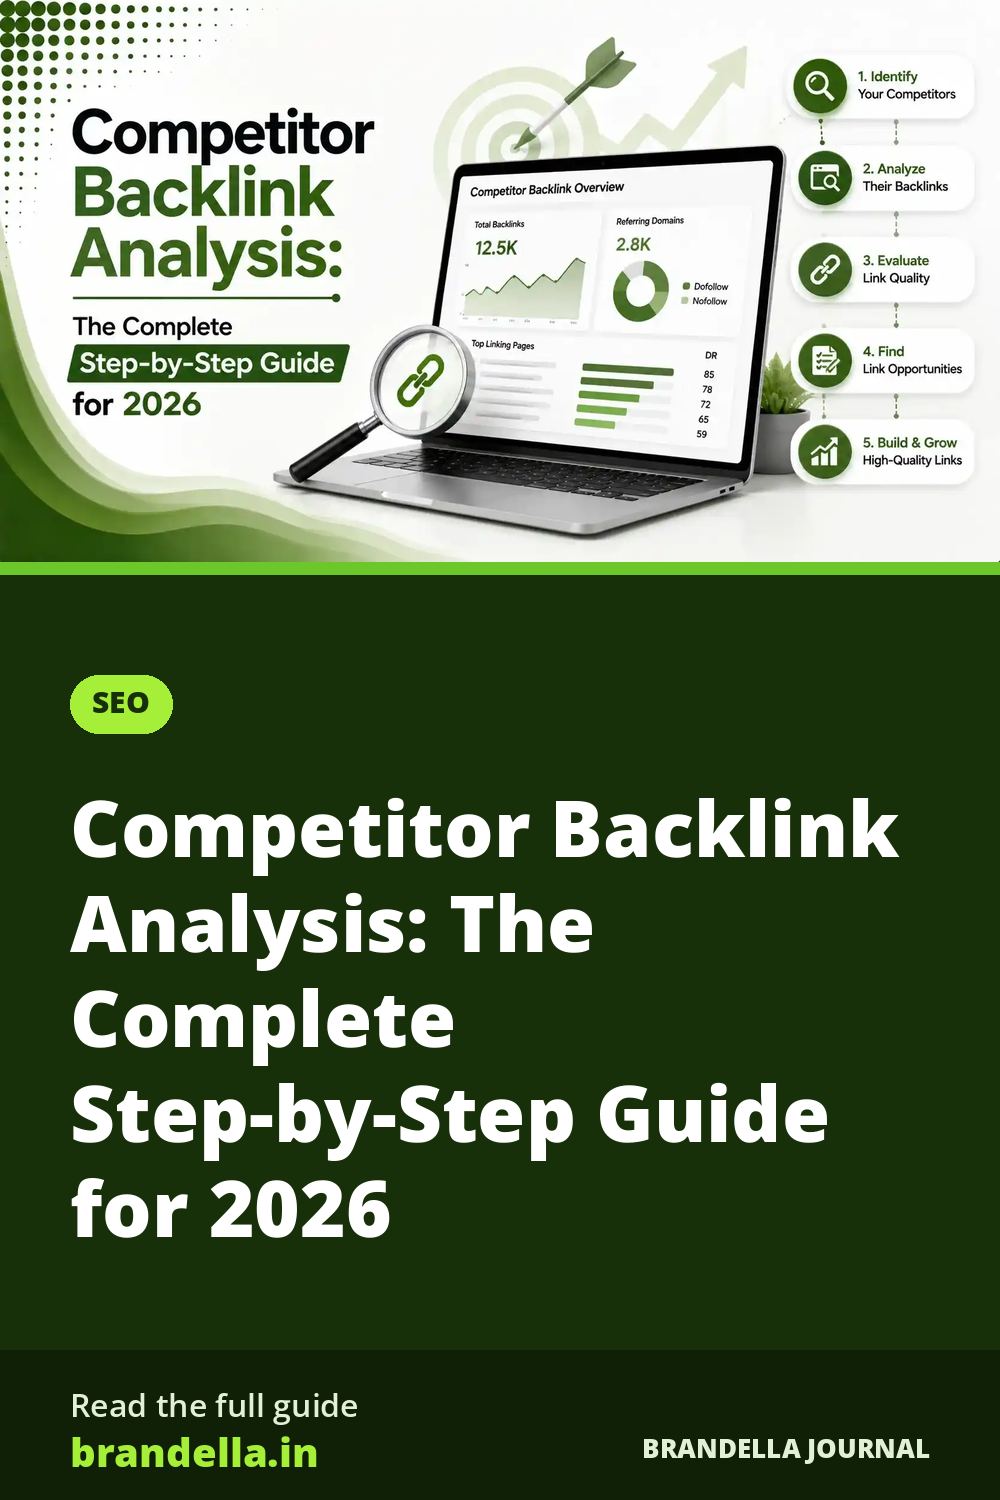 Competitor
Backlink
Analysis:
The Complete
Step-by-Step Guide
for 2026
Competitor Backlink Overview
Total Backlinks
12.5K
Referring Domains
2.8K
Dofollow
Nofollow
Top Linking Pages
DR
85
78
72
65
59
1. Identify
Your Competitors
2. Analyze
Their Backlinks
3. Evaluate
Link Quality
4. Find
Link Opportunities
5. Build & Grow
High-Quality Links
SEO
Competitor Backlink
Analysis: The
Complete
Step-by-Step Guide
for 2026
Read the full guide
brandella.in
BRANDELLA JOURNAL